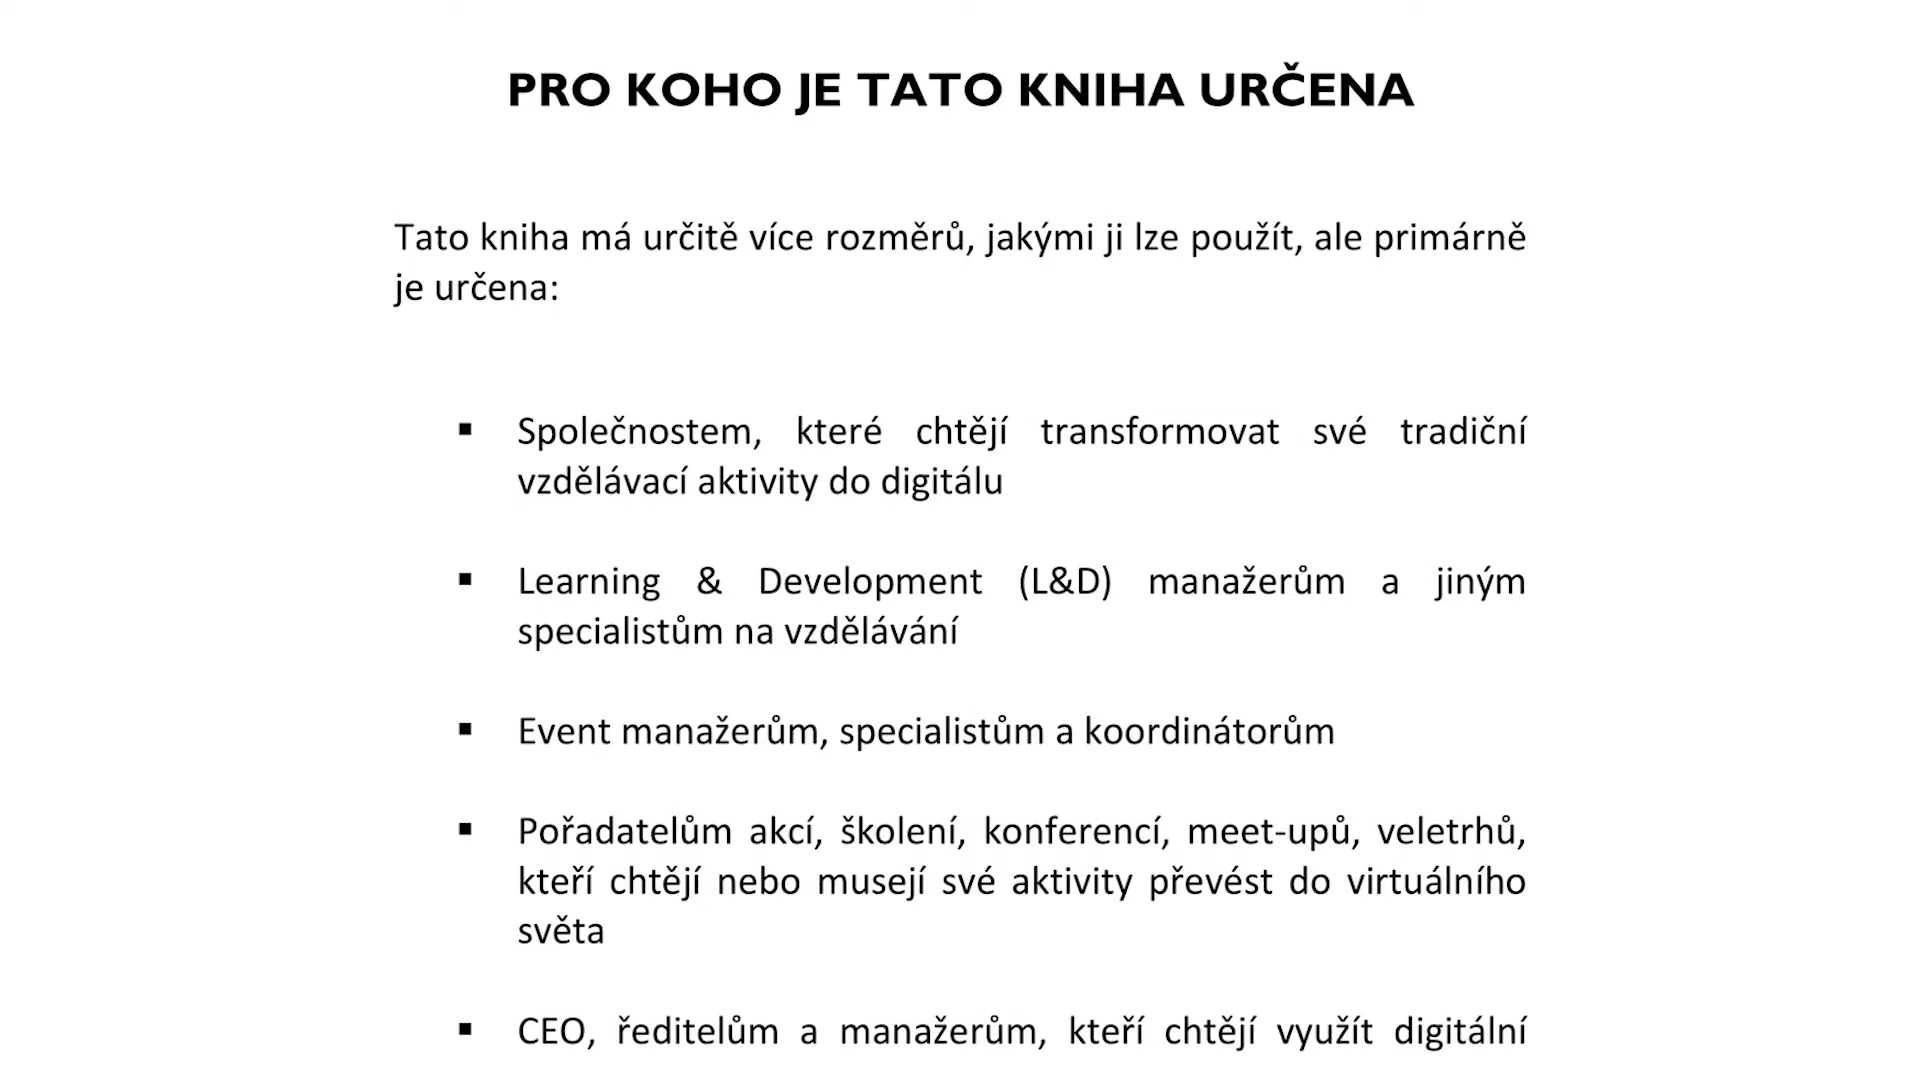 PRO KOHO JE TATO KNIHA URČENA
Tato kniha má určitě více rozměrů, jakými ji lze použít, ale primárně
je určena:
▪ Společnostem, které chtějí transformovat své tradiční
vzdělávací aktivity do digitálu
▪ Learning & Development (L&D) manažerům a jiným
specialistům na vzdělávání
▪ Event manažerům, specialistům a koordinátorům
▪ Pořadatelům akcí, školení, konferencí, meet-upů, veletrhů,
kteří chtějí nebo musejí své aktivity převést do virtuálního
světa
▪ CEO, ředitelům a manažerům, kteří chtějí využít digitální